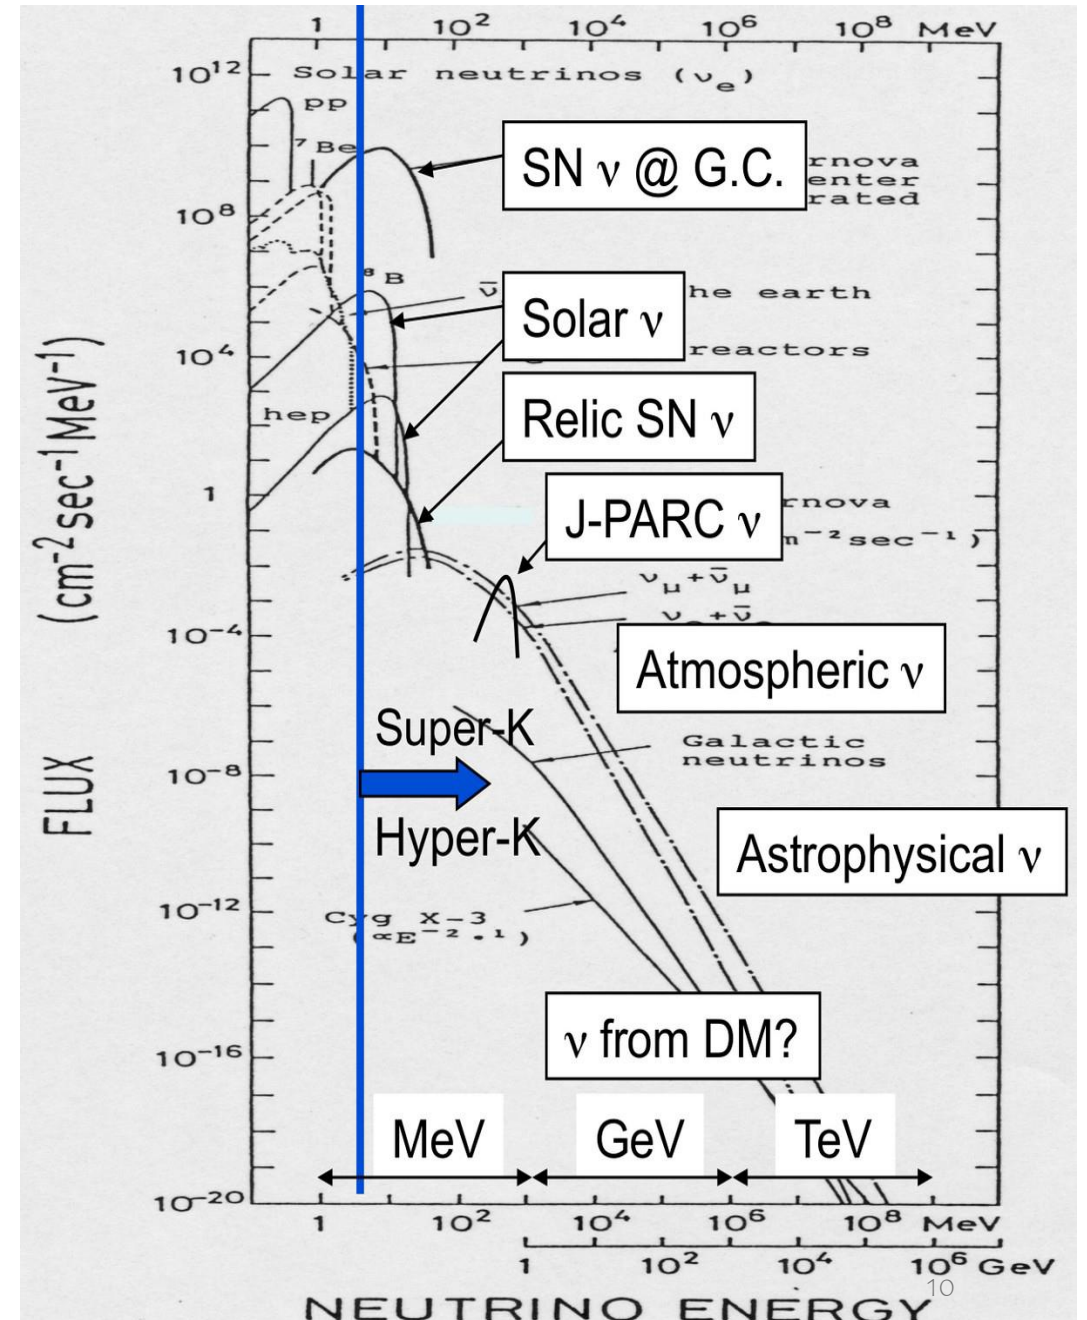 1 10² 10⁴ 10⁶ 10⁸ MeV
10¹²
Solar neutrinos (νₑ)
pp
⁷Be
SN ν @ G.C.
rnova
enter
rated
10⁸
⁸B
ν̄
he earth
Solar ν
10⁴
reactors
hep
Relic SN ν
1
rnova
J-PARC ν
m⁻²sec⁻¹)
ν_μ+ν̄_μ
10⁻⁴
Atmospheric ν
Super-K
Galactic
neutrinos
10⁻⁸
Hyper-K
Astrophysical ν
10⁻¹²
Cyg X-3
(∝E⁻²·¹)
ν from DM?
10⁻¹⁶
MeV GeV TeV
10⁻²⁰
1 10² 10⁴ 10⁶ 10⁸ MeV
1 10² 10⁴ 10⁶ GeV
10
NEUTRINO ENERGY
FLUX (cm⁻²sec⁻¹MeV⁻¹)